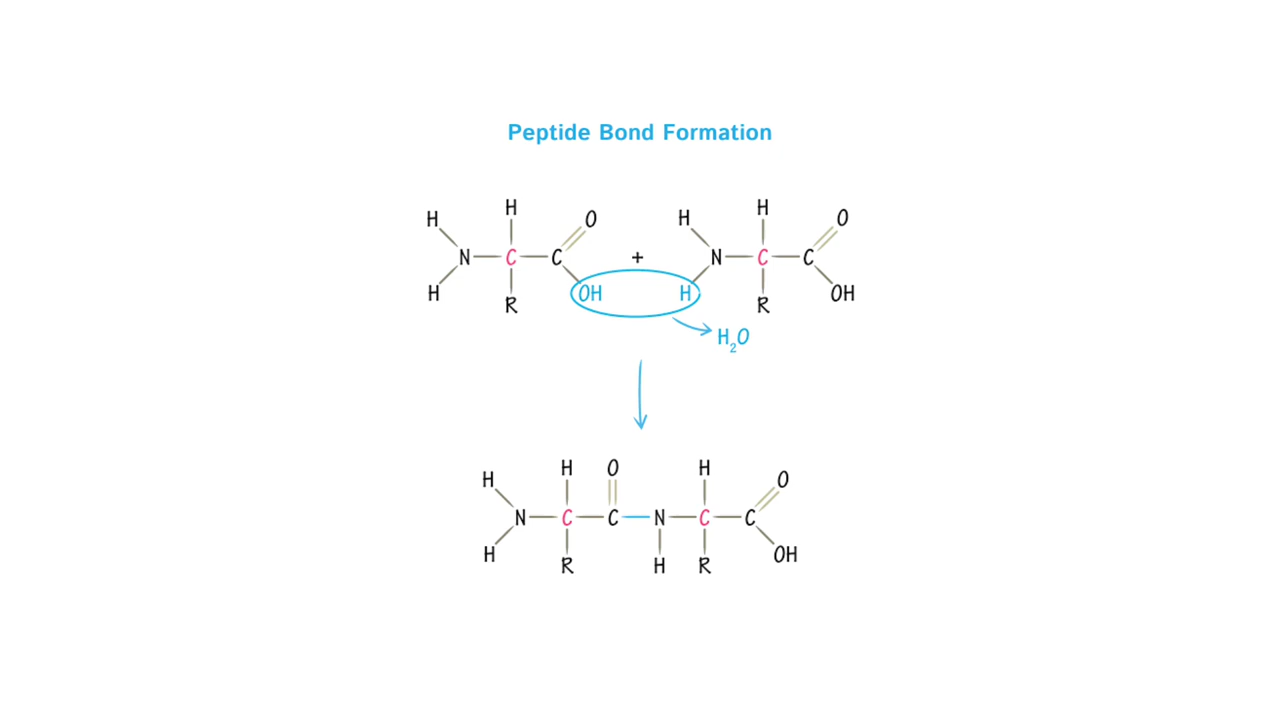 Peptide Bond Formation
H H O H H O
N C C + N C C
H R OH H R OH
H₂O
H H O H O
N C C N C C
H R H R OH